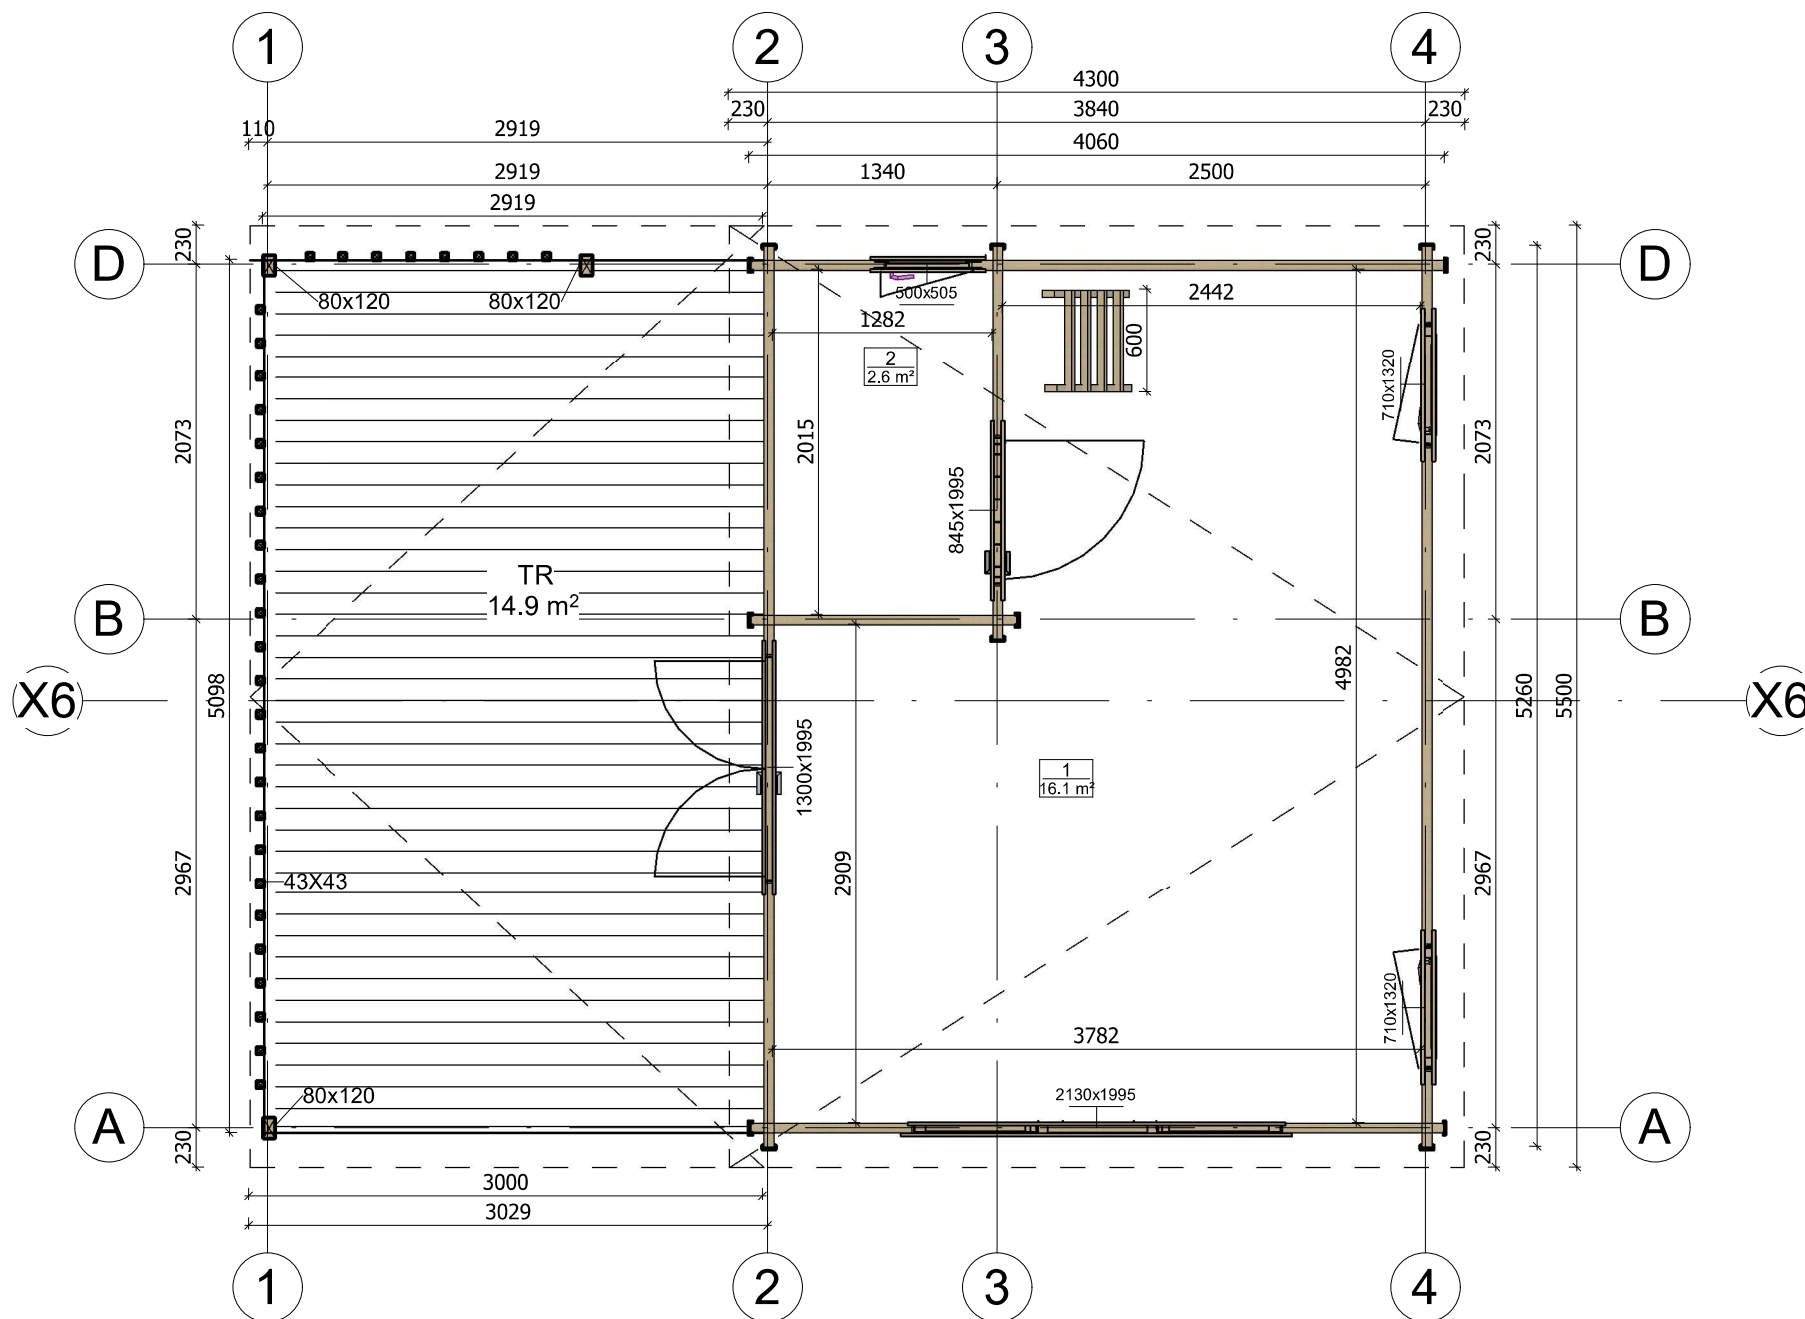 1 2 3 4
4300
230 3840 230
110 2919 4060
2919 1340 2500
2919
230 230
D D
80x120 80x120 500x505 2442
1282 600
2
2.6 m²
710x1320
2073 2015 2073
845x1995
TR
14.9 m²
B B
4982
X6 X6
5098 5260 5500
1300x1995
1
16.1 m²
2967 43X43 2909 2967
710x1320
3782
80x120 2130x1995
A A
230 230
3000
3029
1 2 3 4